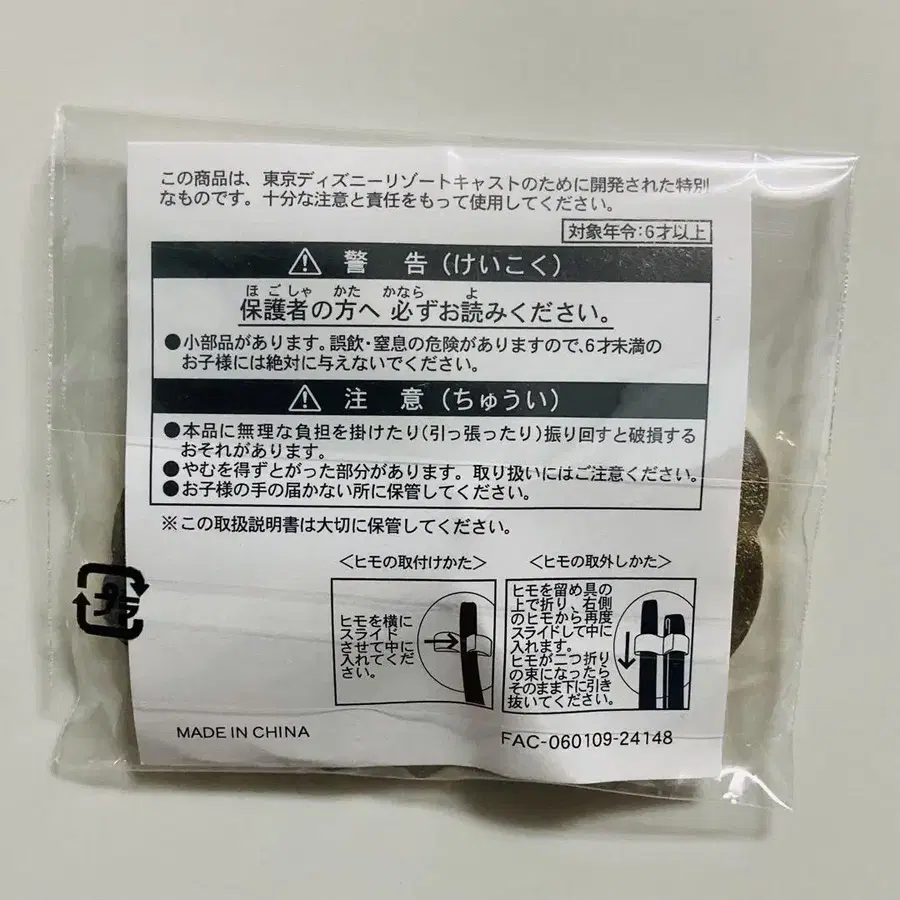 この商品は、東京ディズニーリゾートキャストのために開発された特別
なものです。十分な注意と責任をもって使用してください。
対象年令:6才以上
警 告(けいこく)
ほごしゃ かた かなら よ
保護者の方へ 必ずお読みください。
●小部品があります。誤飲・窒息の危険がありますので、6才未満の
お子様には絶対に与えないでください。
注 意(ちゅうい)
●本品に無理な負担を掛けたり(引っ張ったり)振り回すと破損する
おそれがあります。
●やむを得ずとがった部分があります。取り扱いにはご注意ください。
●お子様の手の届かない所に保管してください。
※この取扱説明書は大切に保管してください。
<ヒモの取付けかた>
ヒモを横に
スライド
させて中に
入れてくだ
さい。
<ヒモの取外しかた>
ヒモを留め具の
上で折り、右側
のヒモから再度
スライドして中に
入れます。
ヒモが二つ折り
の束になったら
そのまま下に引き
抜いてください。
プラ
MADE IN CHINA
FAC-060109-24148